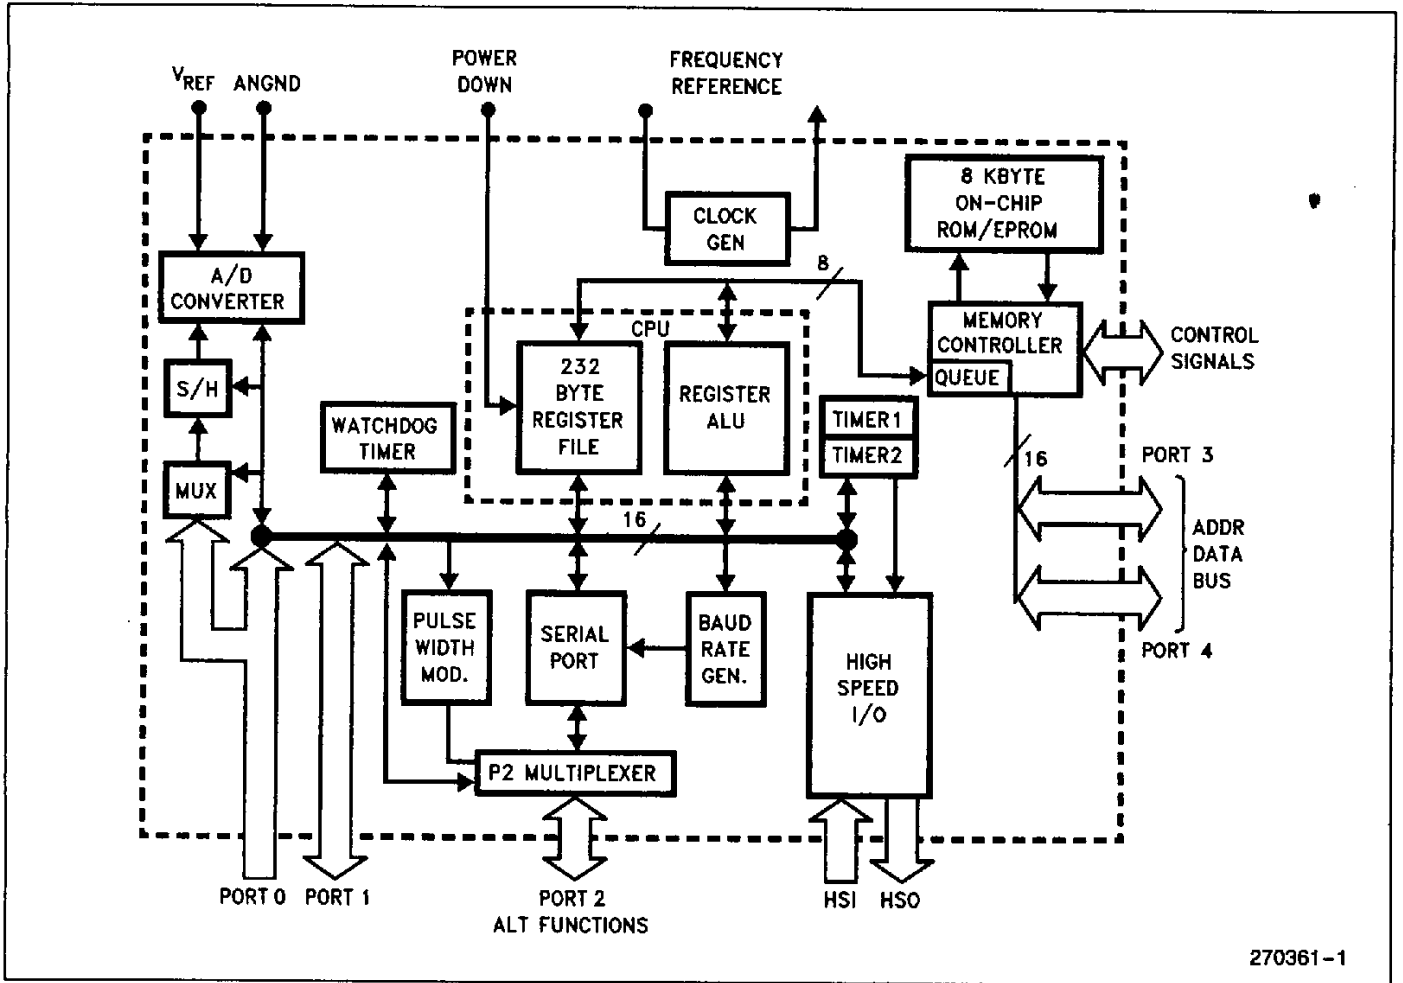 V_REF
ANGND
POWER
DOWN
FREQUENCY
REFERENCE
8 KBYTE
ON-CHIP
ROM/EPROM
CLOCK
GEN
A/D
CONVERTER
8
CPU
MEMORY
CONTROLLER
QUEUE
CONTROL
SIGNALS
S/H
232
BYTE
REGISTER
FILE
REGISTER
ALU
WATCHDOG
TIMER
TIMER1
TIMER2
16
PORT 3
MUX
16
ADDR
DATA
BUS
PULSE
WIDTH
MOD.
SERIAL
PORT
BAUD
RATE
GEN.
HIGH
SPEED
I/O
PORT 4
P2 MULTIPLEXER
PORT 0
PORT 1
PORT 2
ALT FUNCTIONS
HSI
HSO
270361-1